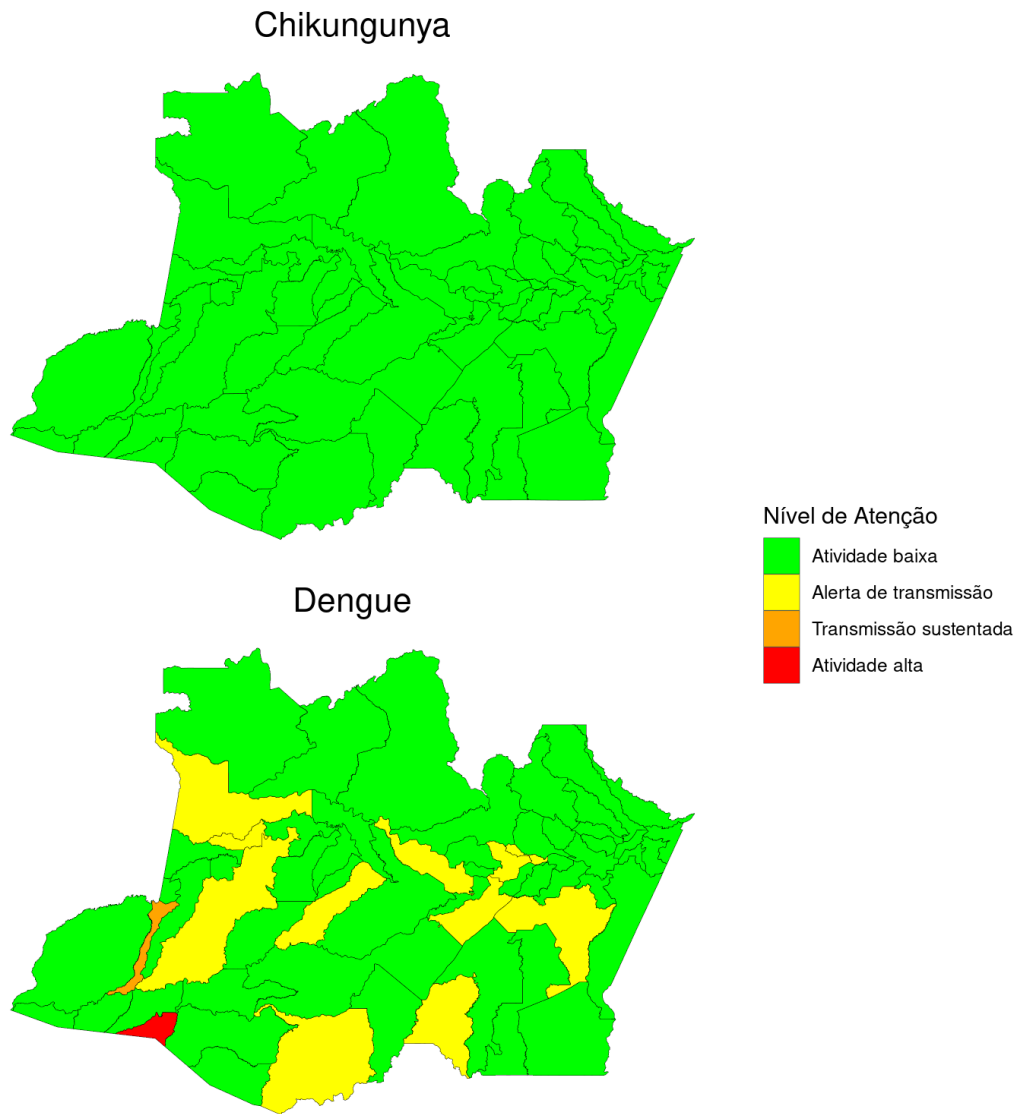 Chikungunya
Nível de Atenção
Atividade baixa
Alerta de transmissão
Transmissão sustentada
Atividade alta
Dengue